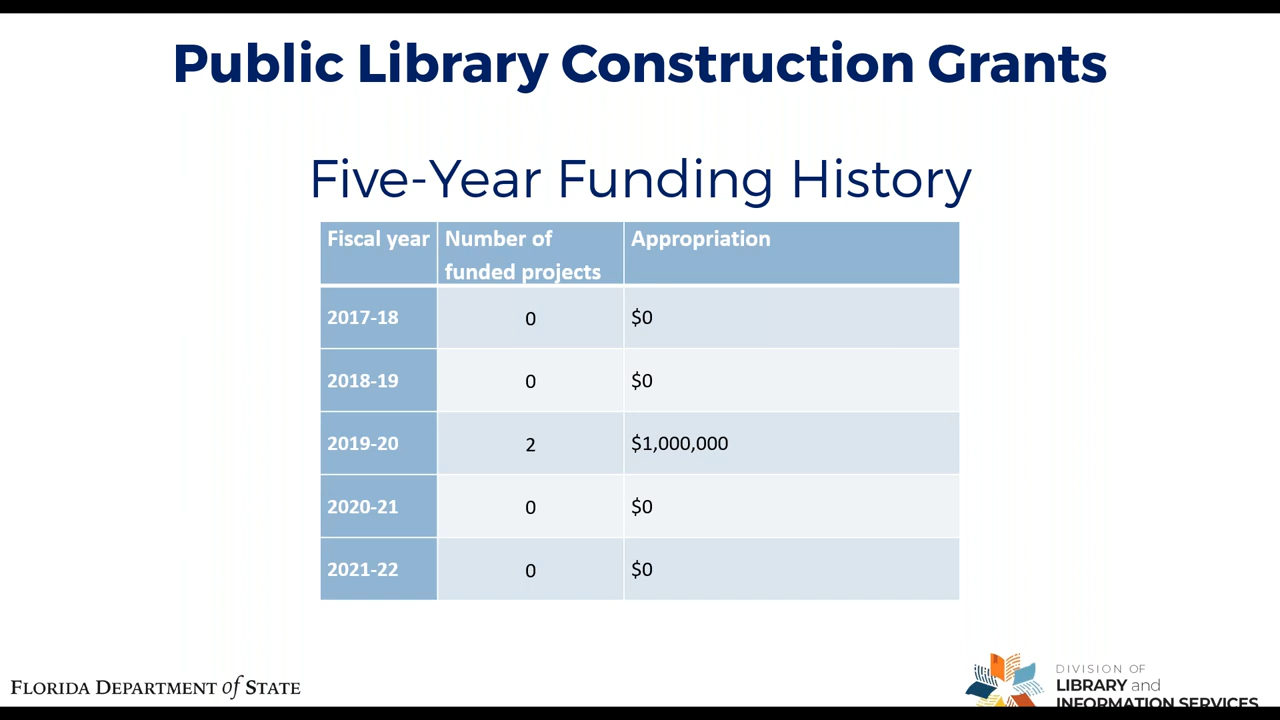 Public Library Construction Grants
Five-Year Funding History
Fiscal year Number of funded projects Appropriation
2017-18 0 $0
2018-19 0 $0
2019-20 2 $1,000,000
2020-21 0 $0
2021-22 0 $0
FLORIDA DEPARTMENT of STATE
DIVISION OF
LIBRARY and
INFORMATION SERVICES